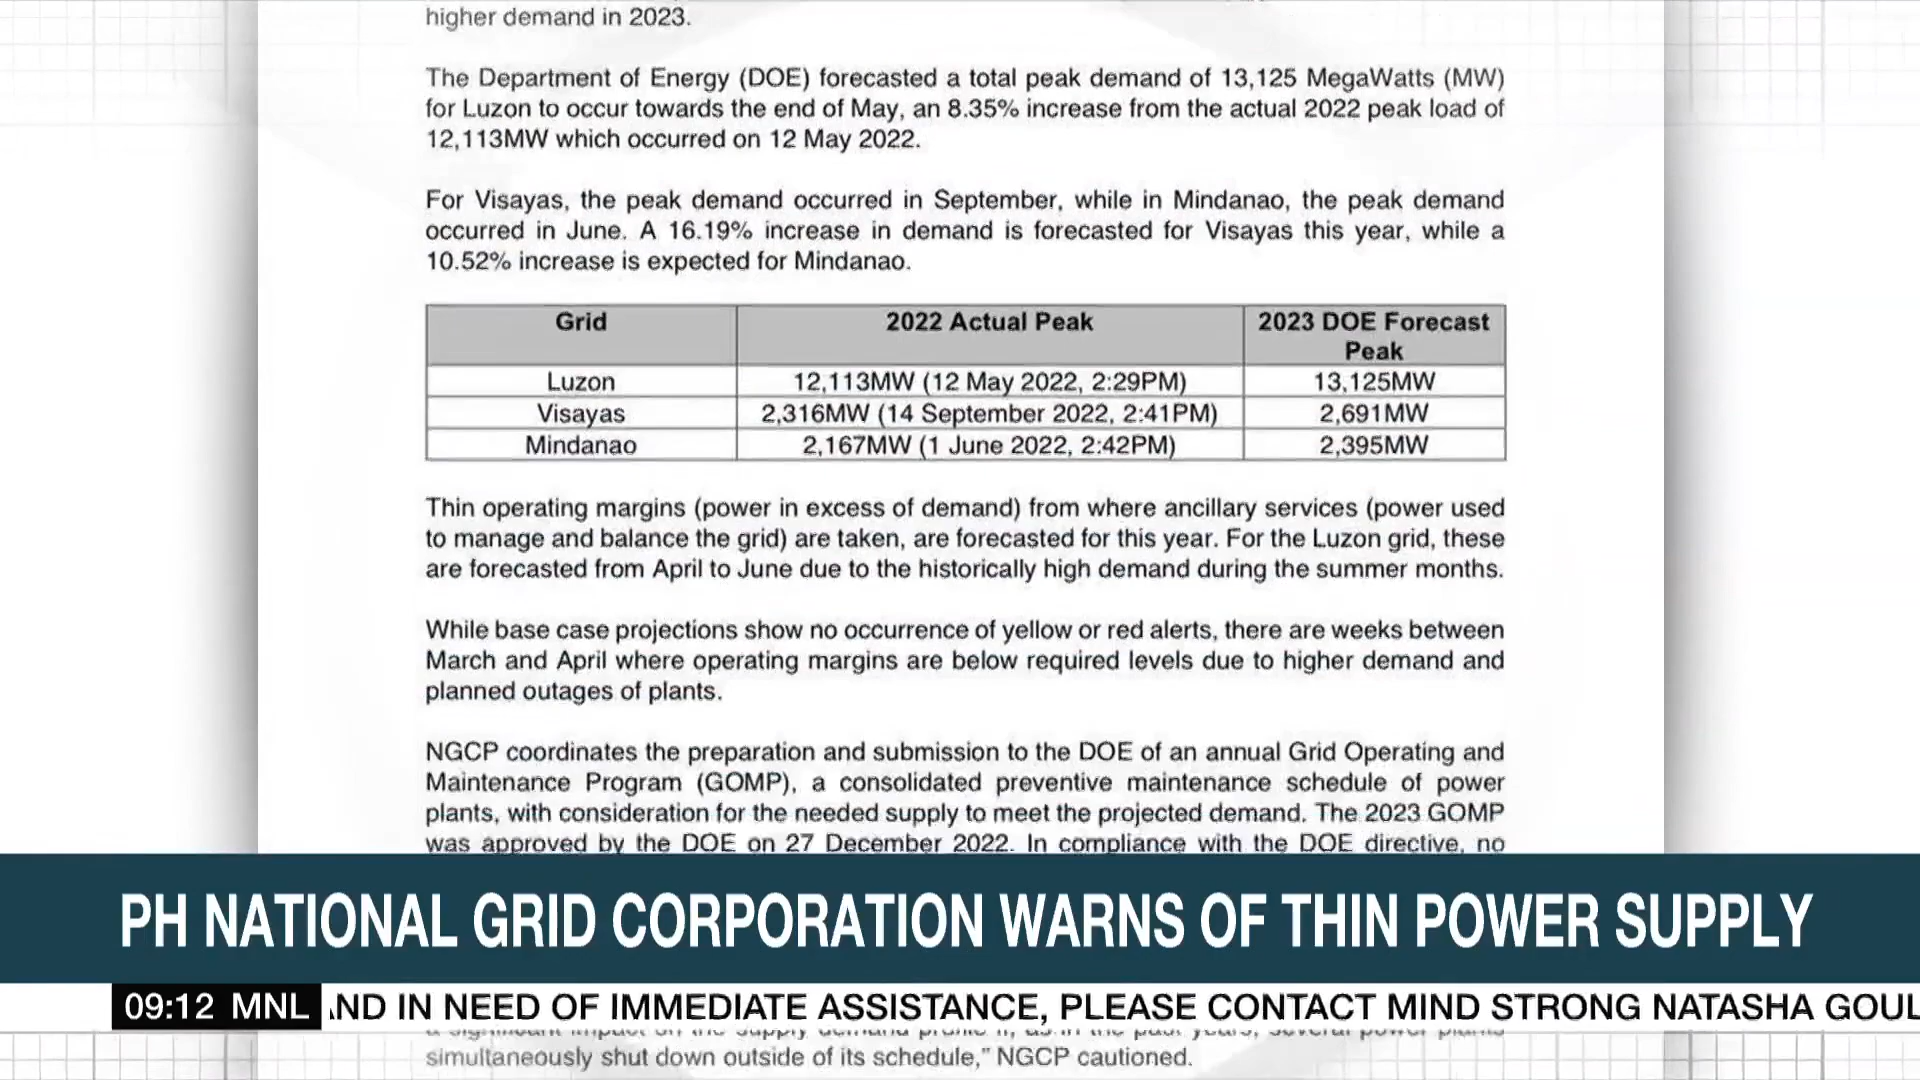 higher demand in 2023.
The Department of Energy (DOE) forecasted a total peak demand of 13,125 MegaWatts (MW)
for Luzon to occur towards the end of May, an 8.35% increase from the actual 2022 peak load of
12,113MW which occurred on 12 May 2022.
For Visayas, the peak demand occurred in September, while in Mindanao, the peak demand
occurred in June. A 16.19% increase in demand is forecasted for Visayas this year, while a
10.52% increase is expected for Mindanao.
Grid 2022 Actual Peak 2023 DOE Forecast
Peak
Luzon 12,113MW (12 May 2022, 2:29PM) 13,125MW
Visayas 2,316MW (14 September 2022, 2:41PM) 2,691MW
Mindanao 2,167MW (1 June 2022, 2:42PM) 2,395MW
Thin operating margins (power in excess of demand) from where ancillary services (power used
to manage and balance the grid) are taken, are forecasted for this year. For the Luzon grid, these
are forecasted from April to June due to the historically high demand during the summer months.
While base case projections show no occurrence of yellow or red alerts, there are weeks between
March and April where operating margins are below required levels due to higher demand and
planned outages of plants.
NGCP coordinates the preparation and submission to the DOE of an annual Grid Operating and
Maintenance Program (GOMP), a consolidated preventive maintenance schedule of power
plants, with consideration for the needed supply to meet the projected demand. The 2023 GOMP
was approved by the DOE on 27 December 2022. In compliance with the DOE directive, no
PH NATIONAL GRID CORPORATION WARNS OF THIN POWER SUPPLY
09:12 MNL ND IN NEED OF IMMEDIATE ASSISTANCE, PLEASE CONTACT MIND STRONG NATASHA GOUL
simultaneously shut down outside of its schedule," NGCP cautioned.